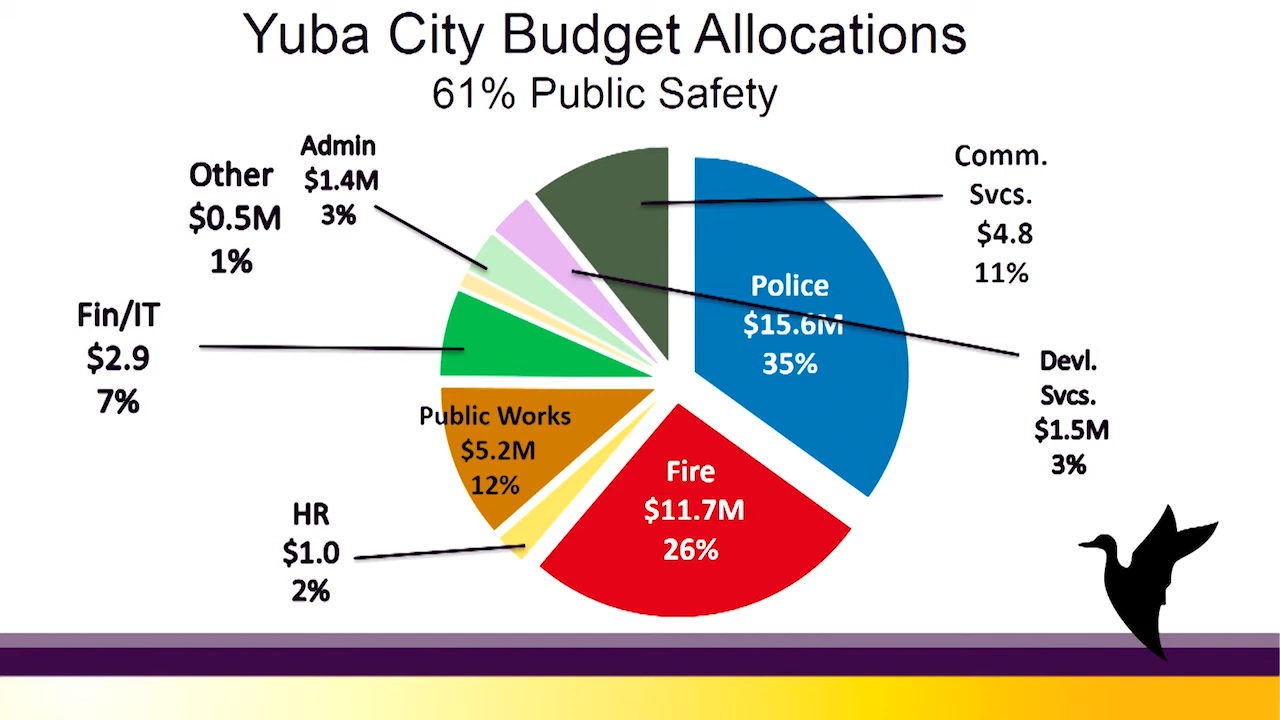 Yuba City Budget Allocations
61% Public Safety
Admin
$1.4M
3%
Other
$0.5M
1%
Comm.
Svcs.
$4.8
11%
Police
$15.6M
35%
Fin/IT
$2.9
7%
Devl.
Svcs.
$1.5M
3%
Public Works
$5.2M
12%
Fire
$11.7M
26%
HR
$1.0
2%